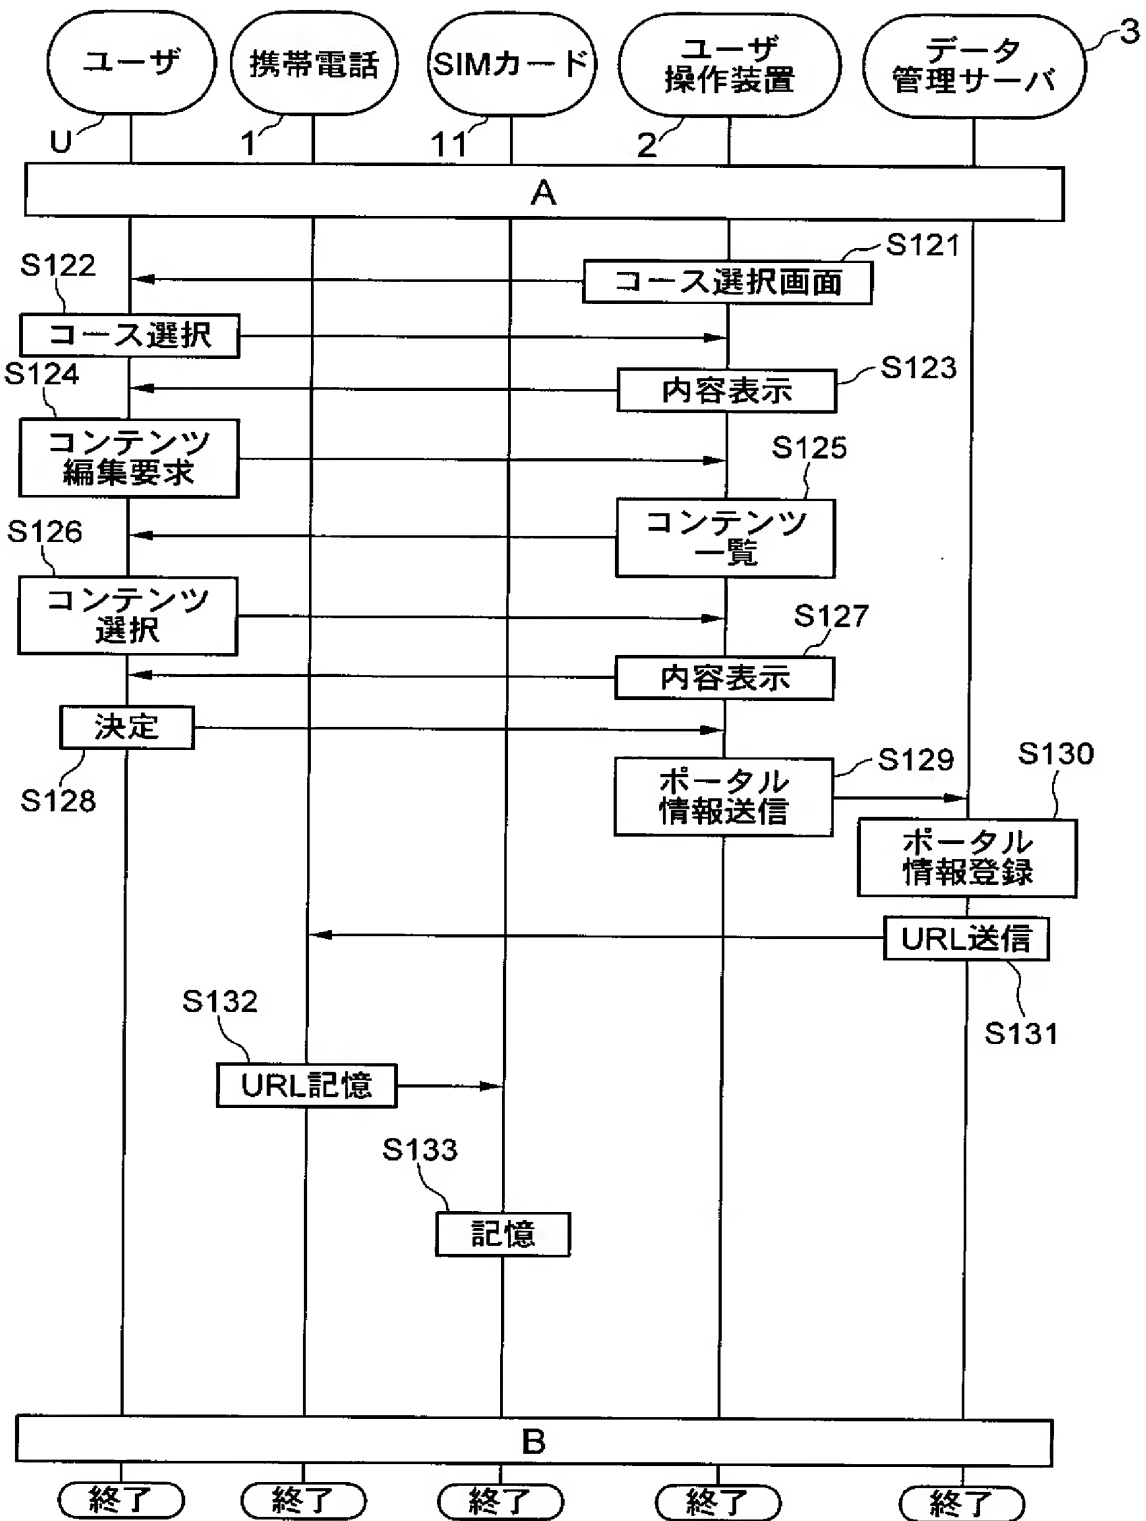 ユーザ
携帯電話
SIMカード
ユーザ
操作装置
データ
管理サーバ
3
U
1
11
2
A
S121
コース選択画面
S122
コース選択
S123
内容表示
S124
コンテンツ
編集要求
S125
コンテンツ
一覧
S126
コンテンツ
選択
S127
内容表示
決定
S128
S129
ポータル
情報送信
S130
ポータル
情報登録
URL送信
S131
S132
URL記憶
S133
記憶
B
終了
終了
終了
終了
終了